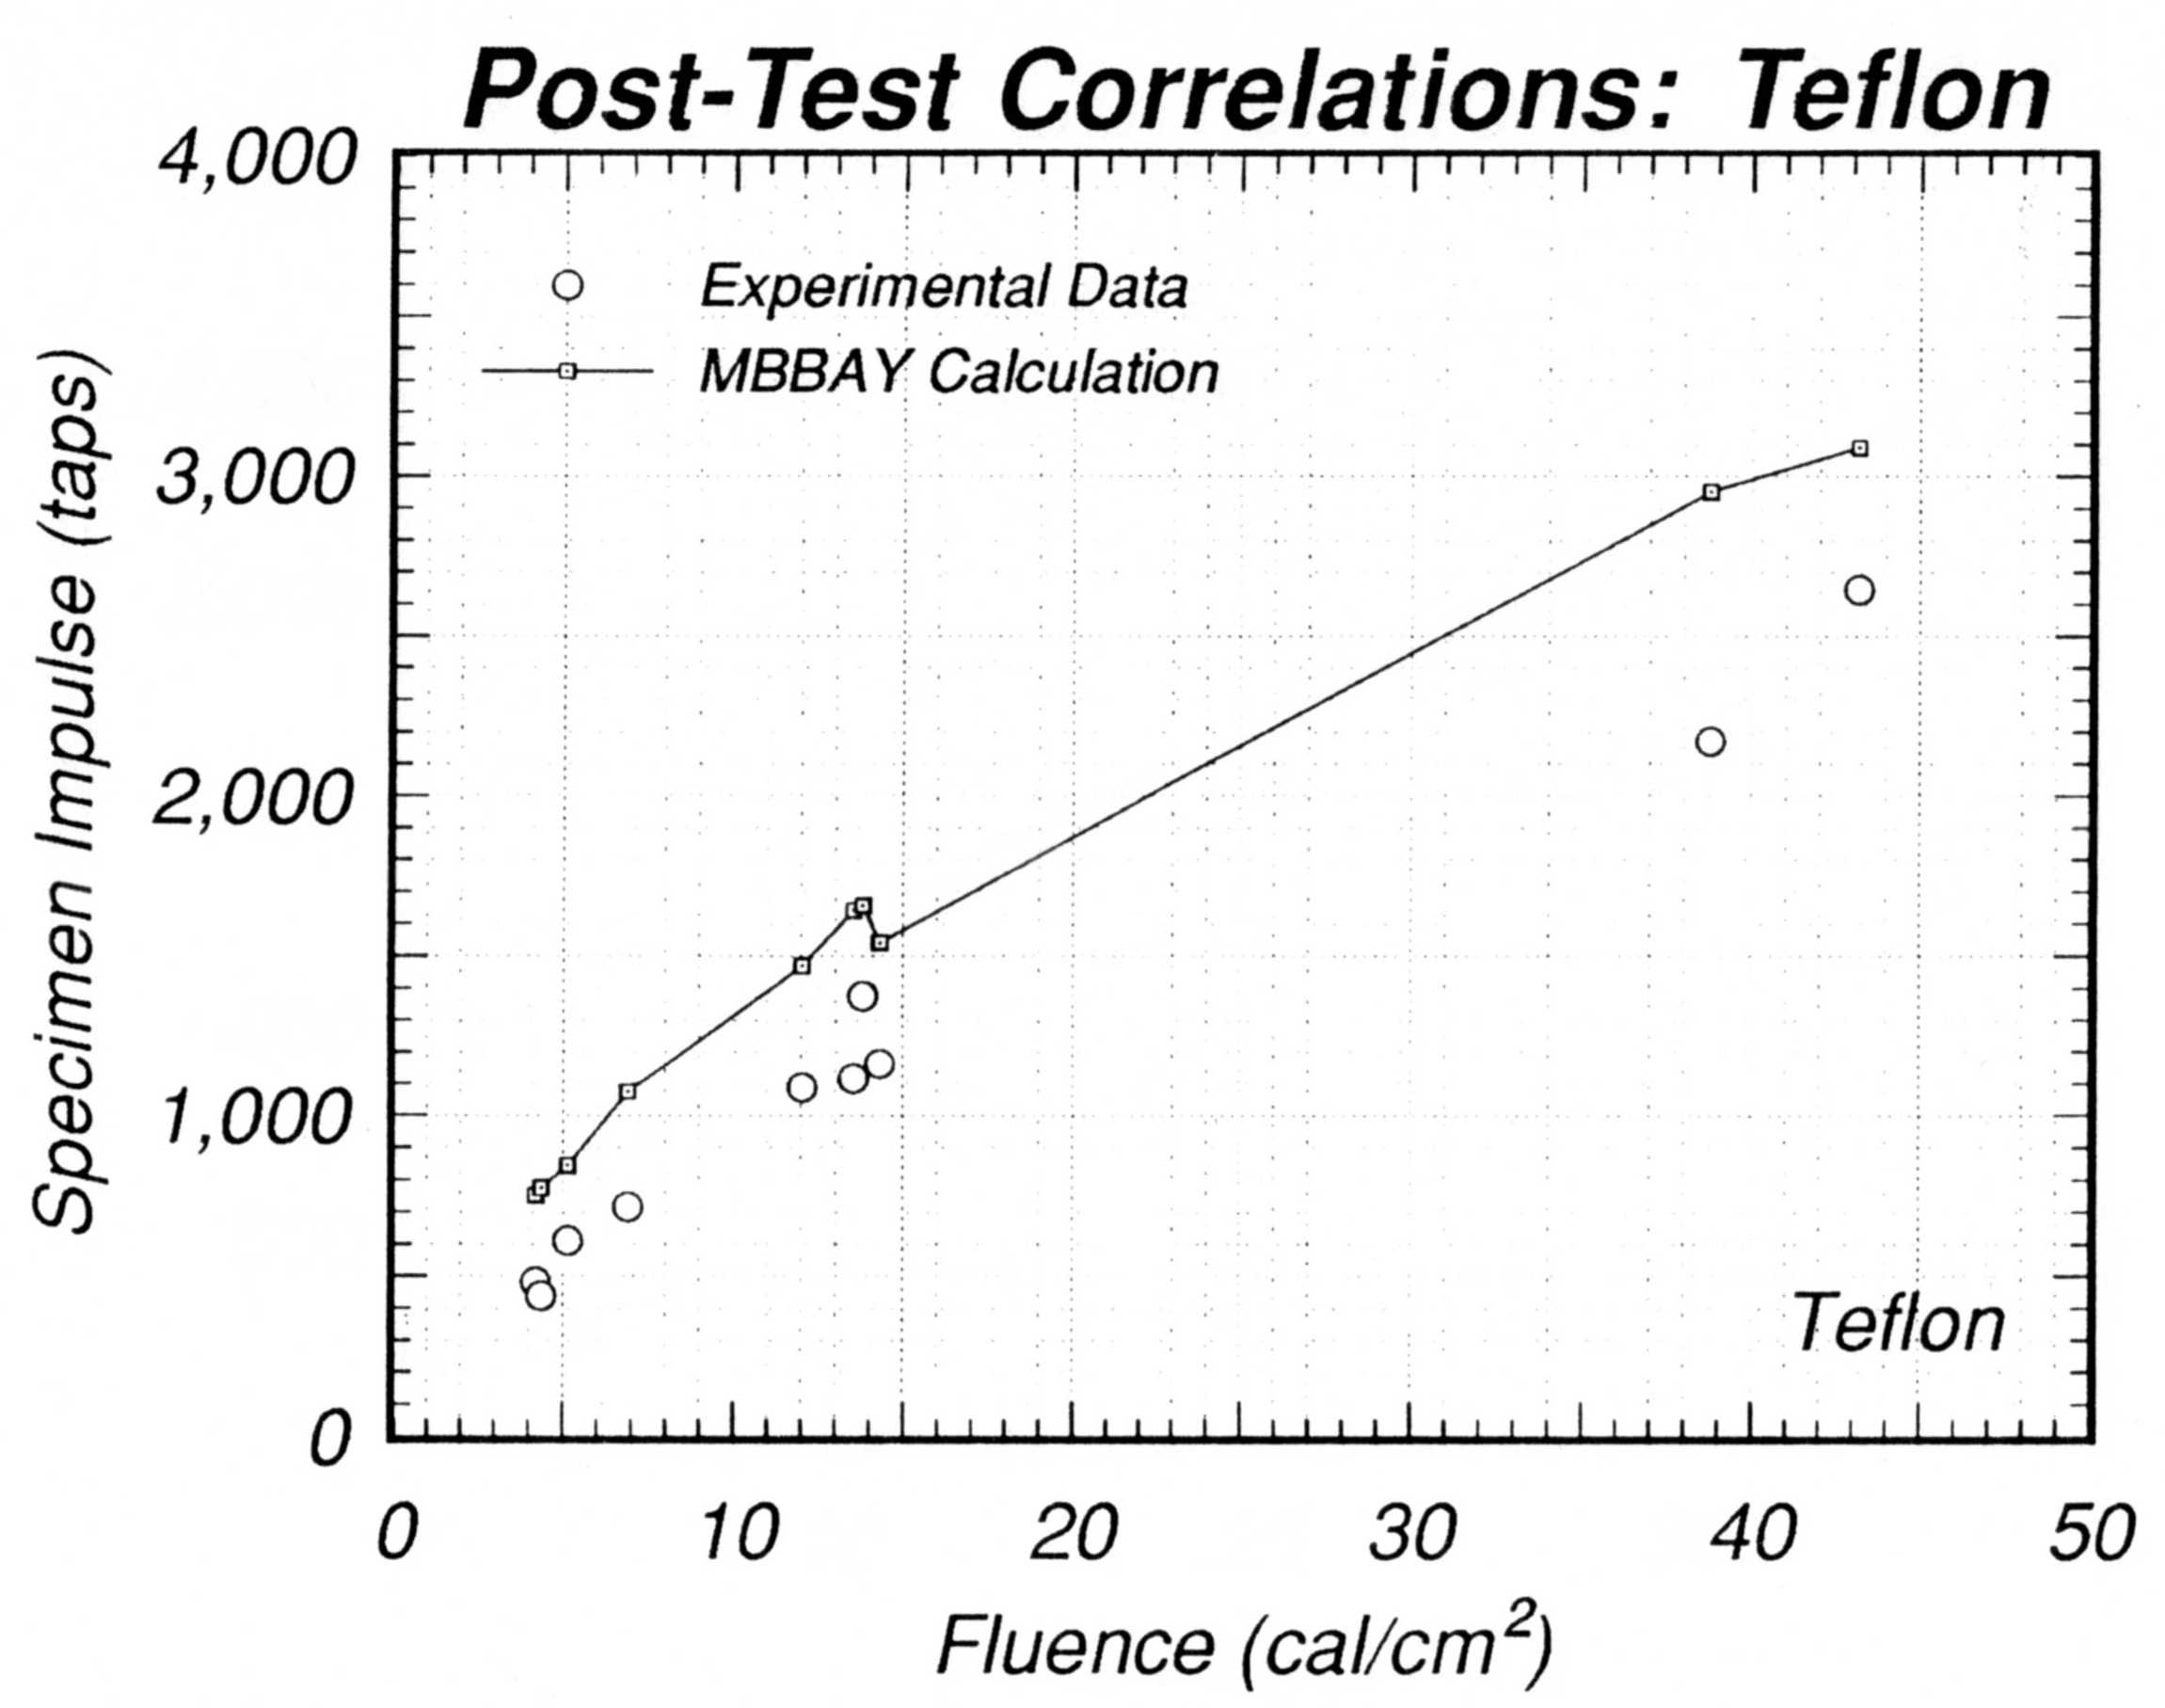 Post-Test Correlations: Teflon
4,000
3,000
2,000
1,000
0
Specimen Impulse (taps)
Experimental Data
MBBAY Calculation
Teflon
0 10 20 30 40 50
Fluence (cal/cm²)